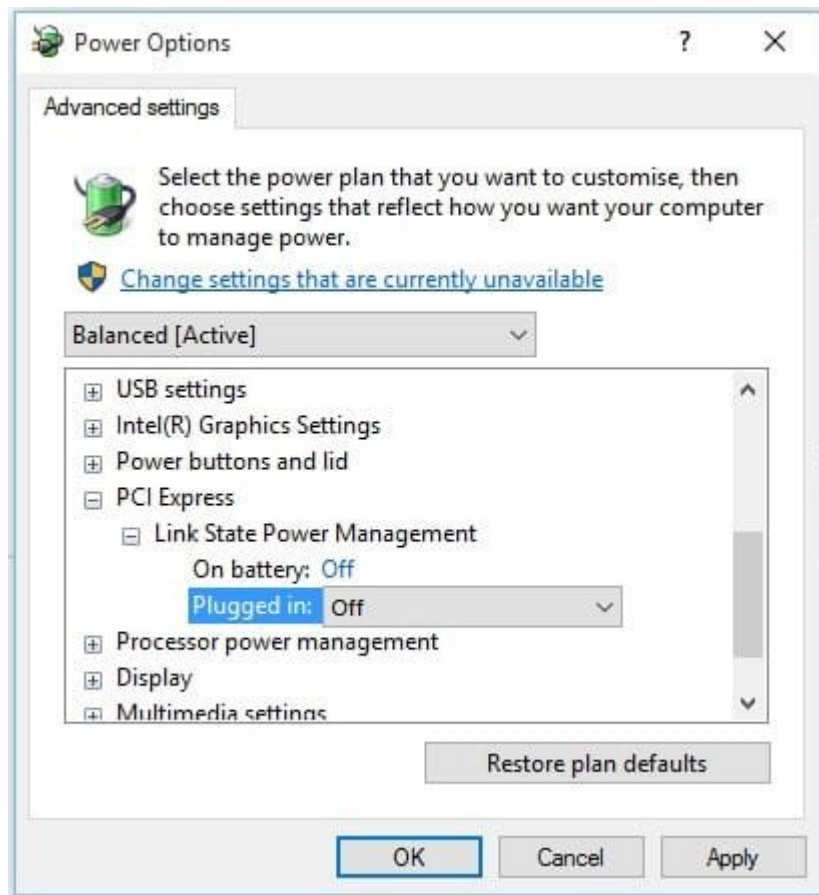 Power Options
?
Advanced settings
Select the power plan that you want to customise, then
choose settings that reflect how you want your computer
to manage power.
Change settings that are currently unavailable
Balanced [Active]
USB settings
Intel(R) Graphics Settings
Power buttons and lid
PCI Express
Link State Power Management
On battery: Off
Plugged in: Off
Processor power management
Display
Multimedia settings
Restore plan defaults
OK Cancel Apply